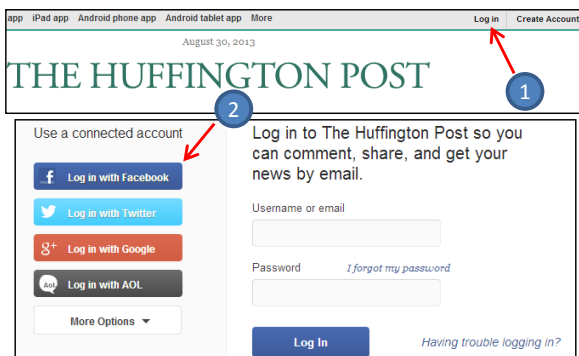 app iPad app Android phone app Android tablet app More Log in Create Account
August 30, 2013
THE HUFFINGTON POST
1
2
Use a connected account
f Log in with Facebook
Log in with Twitter
g+ Log in with Google
Aol. Log in with AOL
More Options
Log in to The Huffington Post so you
can comment, share, and get your
news by email.
Username or email
Password I forgot my password
Log In Having trouble logging in?